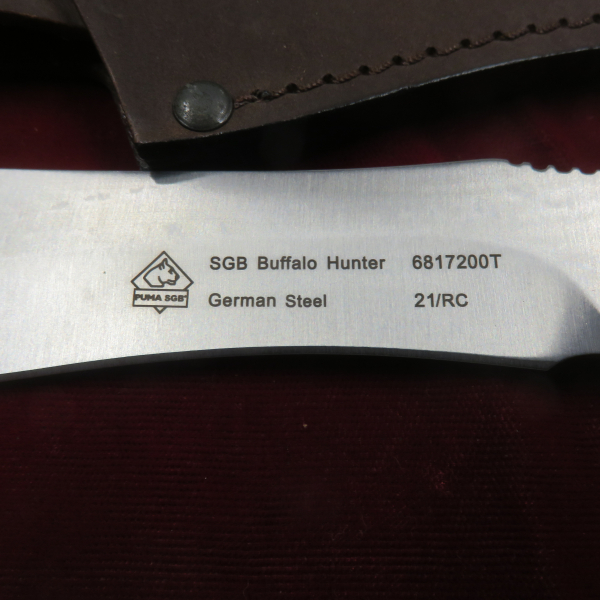 SGB Buffalo Hunter 6817200T
PUMA SGB
German Steel 21/RC